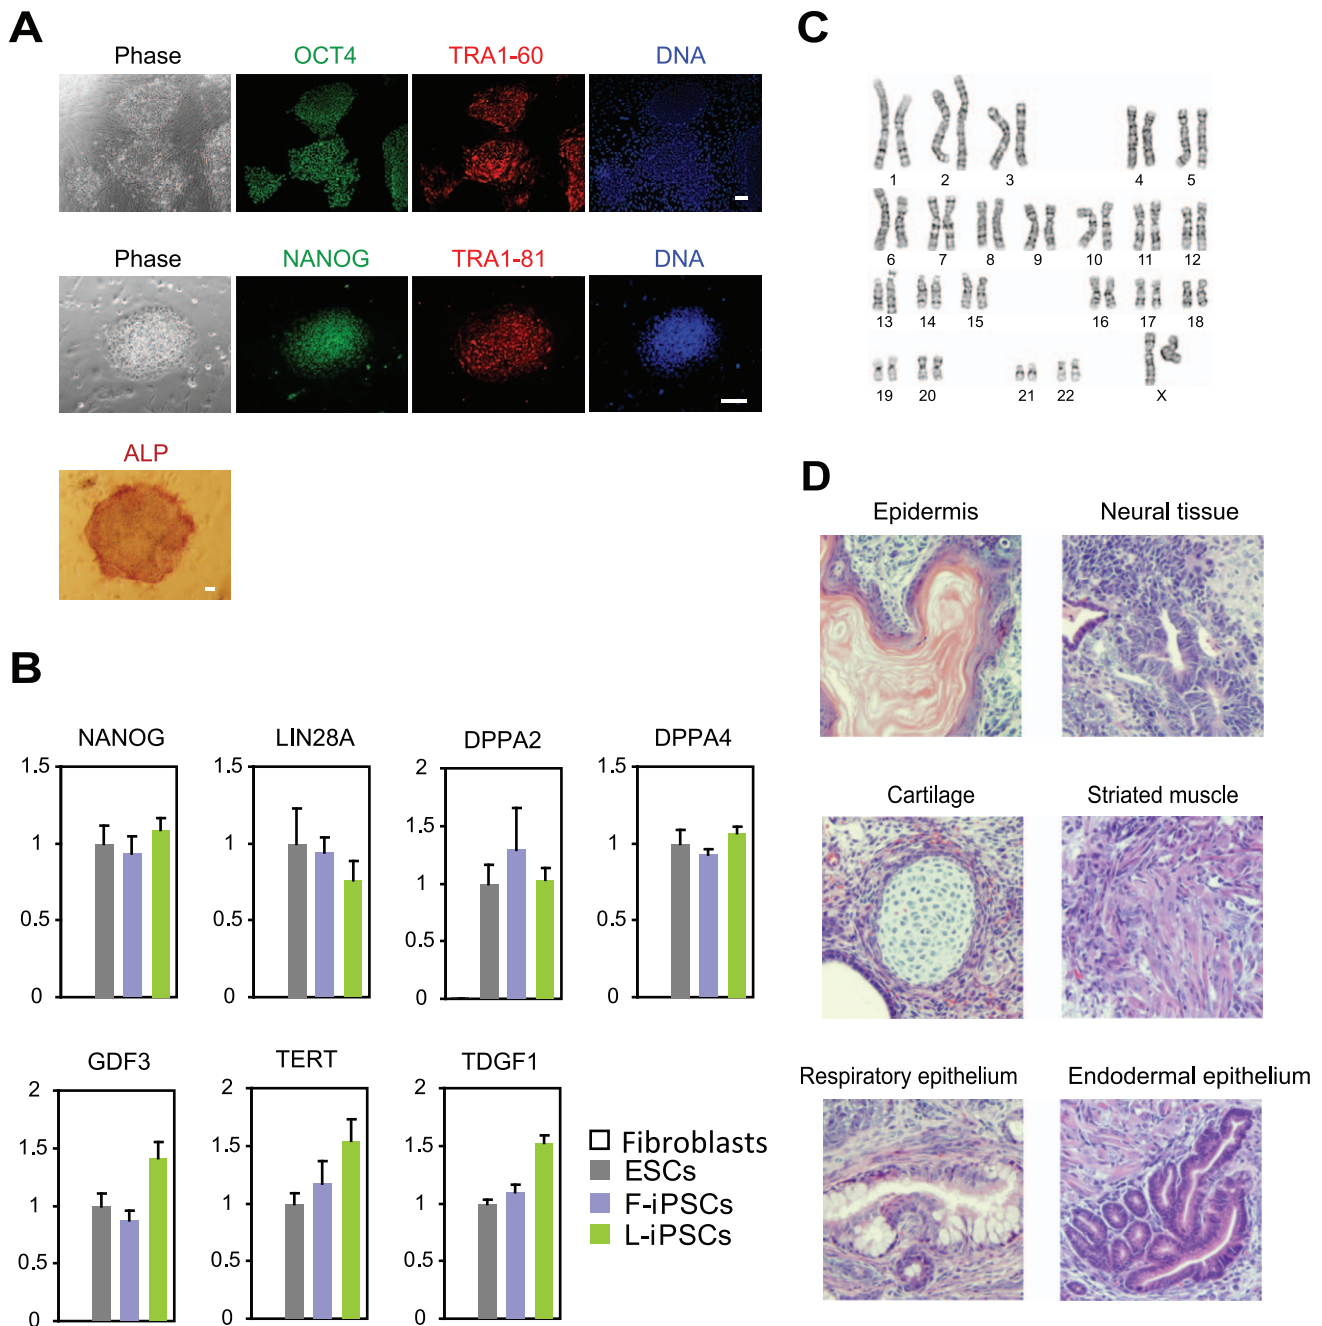 A
Phase OCT4 TRA1-60 DNA
Phase NANOG TRA1-81 DNA
ALP
B
NANOG LIN28A DPPA2 DPPA4
1.5 1.5 2 1.5
1 1 1.5 1
0.5 0.5 1 0.5
0 0 0.5 0
0
GDF3 TERT TDGF1
2 2 2
1.5 1.5 1.5
1 1 1
0.5 0.5 0.5
0 0 0
Fibroblasts
ESCs
F-iPSCs
L-iPSCs
C
1 2 3 4 5
6 7 8 9 10 11 12
13 14 15 16 17 18
19 20 21 22 X
D
Epidermis Neural tissue
Cartilage Striated muscle
Respiratory epithelium Endodermal epithelium